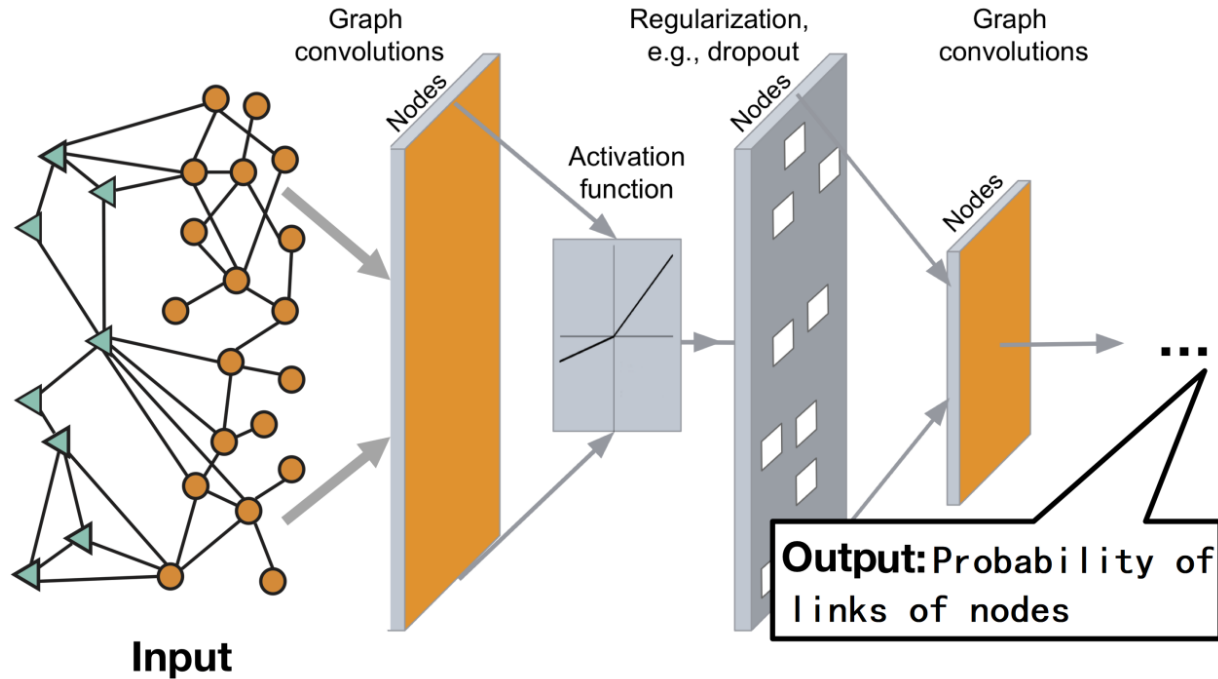 Graph
convolutions
Regularization,
e.g., dropout
Graph
convolutions
Nodes
Nodes
Activation
function
Nodes
...
Output: Probability of
links of nodes
Input